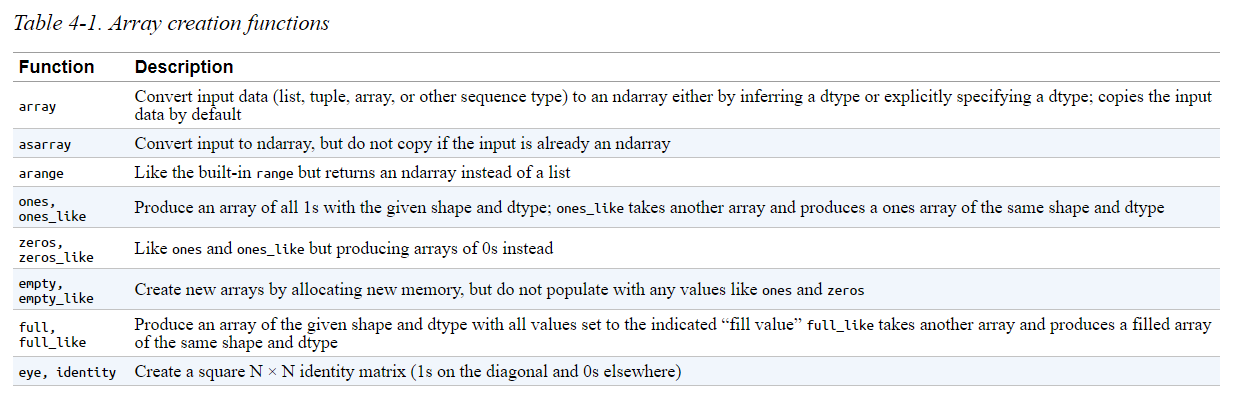 Table 4-1. Array creation functions
Function Description
array Convert input data (list, tuple, array, or other sequence type) to an ndarray either by inferring a dtype or explicitly specifying a dtype; copies the input
data by default
asarray Convert input to ndarray, but do not copy if the input is already an ndarray
arange Like the built-in range but returns an ndarray instead of a list
ones,
ones_like Produce an array of all 1s with the given shape and dtype; ones_like takes another array and produces a ones array of the same shape and dtype
zeros,
zeros_like Like ones and ones_like but producing arrays of 0s instead
empty,
empty_like Create new arrays by allocating new memory, but do not populate with any values like ones and zeros
full, Produce an array of the given shape and dtype with all values set to the indicated “fill value” full_like takes another array and produces a filled array
full_like of the same shape and dtype
eye, identity Create a square N × N identity matrix (1s on the diagonal and 0s elsewhere)